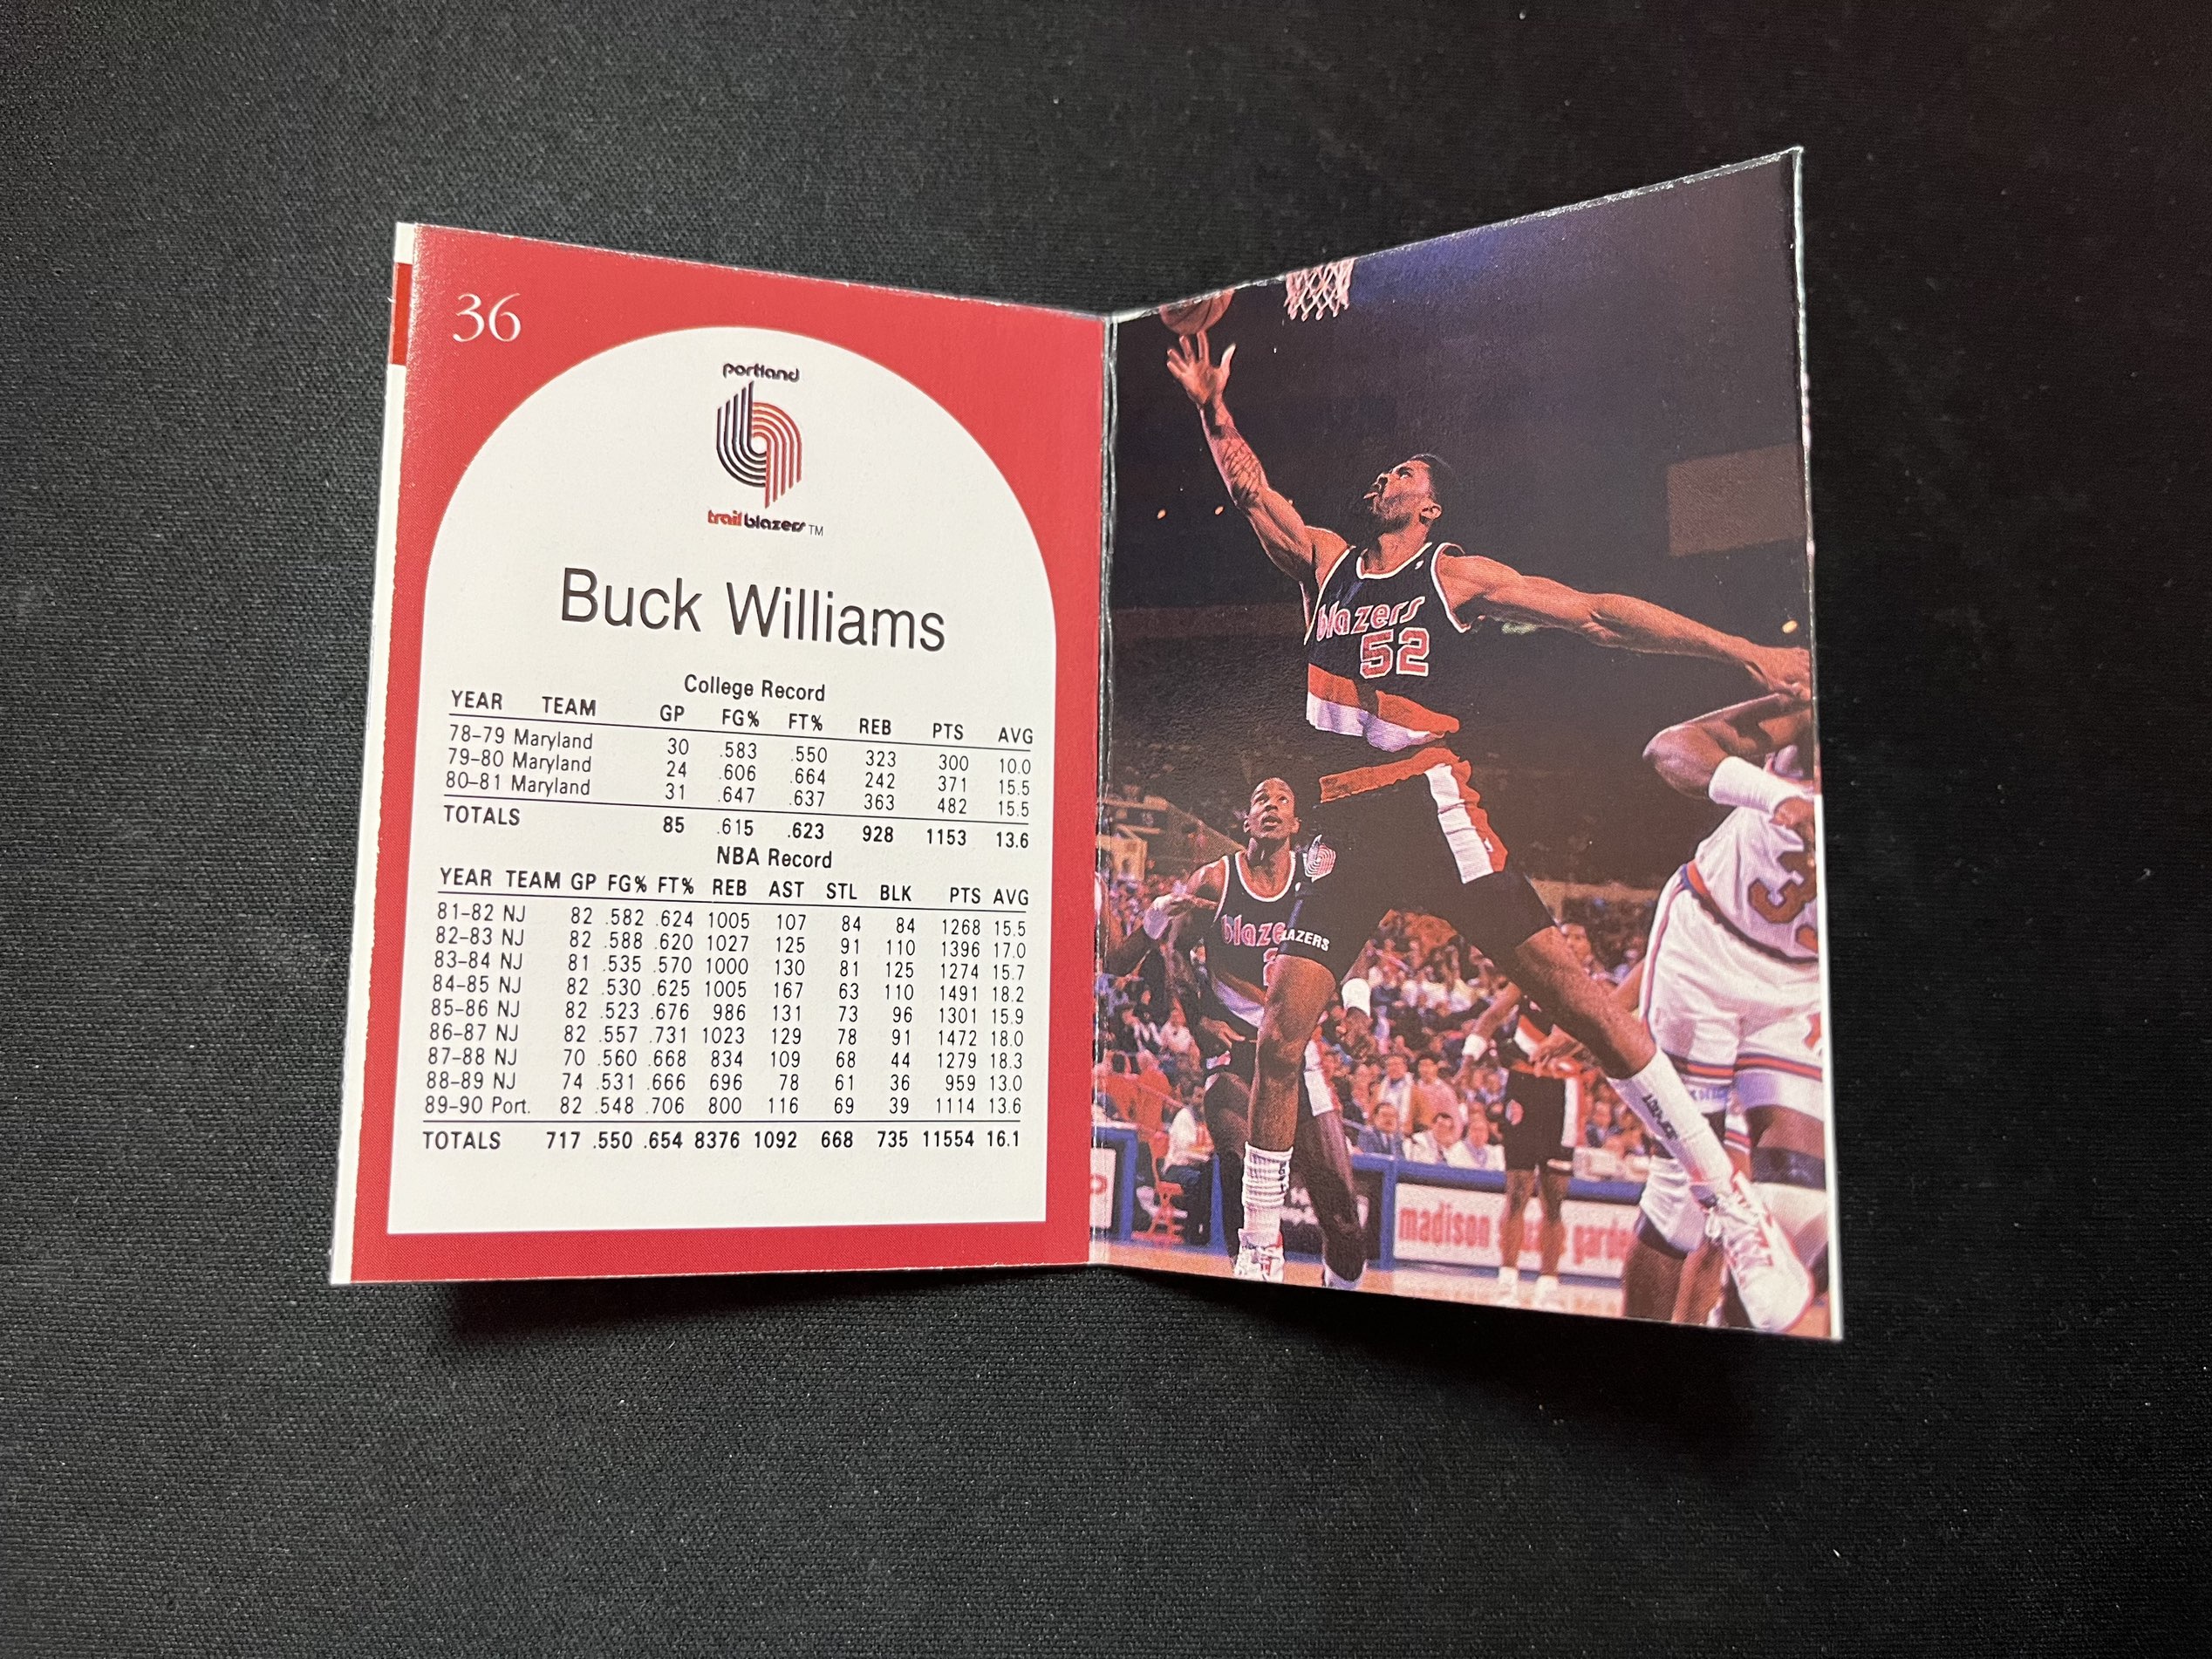 36
portland
trail blazers TM
Buck Williams
College Record
YEAR TEAM GP FG% FT% REB PTS AVG
78-79 Maryland 30 .583 .550 323 300 10.0
79-80 Maryland 24 .606 .664 242 371 15.5
80-81 Maryland 31 .647 .637 363 482 15.5
TOTALS 85 .615 .623 928 1153 13.6
NBA Record
YEAR TEAM GP FG% FT% REB AST STL BLK PTS AVG
81-82 NJ 82 .582 .624 1005 107 84 84 1268 15.5
82-83 NJ 82 .588 .620 1027 125 91 110 1396 17.0
83-84 NJ 81 .535 .570 1000 130 81 125 1274 15.7
84-85 NJ 82 .530 .625 1005 167 63 110 1491 18.2
85-86 NJ 82 .523 .676 986 131 73 96 1301 15.9
86-87 NJ 82 .557 .731 1023 129 78 91 1472 18.0
87-88 NJ 70 .560 .668 834 109 68 44 1279 18.3
88-89 NJ 74 .531 .666 696 78 61 36 959 13.0
89-90 Port. 82 .548 .706 800 116 69 39 1114 13.6
TOTALS 717 .550 .654 8376 1092 668 735 11554 16.1
blazers
52
blaze
LAZERS
3
madison garde